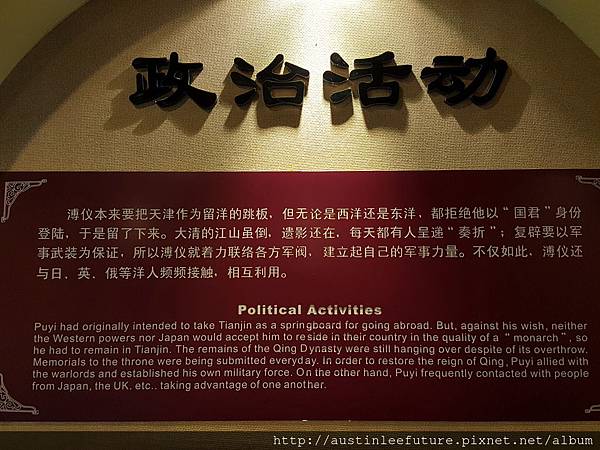 政治活动
溥仪本来要把天津作为留洋的跳板，但无论是西洋还是东洋，都拒绝他以“国君”身份
登陆，于是留了下来。大清的江山虽倒，遗影还在，每天都有人呈递“奏折”；复辟要以军
事武装为保证，所以溥仪就着力联络各方军阀，建立起自己的军事力量。不仅如此，溥仪还
与日、英、俄等洋人频频接触，相互利用。
Political Activities
Puyi had originally intended to take Tianjin as a springboard for going abroad. But, against his wish, neither
the Western powers nor Japan would accept him to reside in their country in the quality of a “monarch”, so
he had to remain in Tianjin. The remains of the Qing Dynasty were still hanging over despite of its overthrow.
Memorials to the throne were being submitted everyday. In order to restore the reign of Qing, Puyi allied with
the warlords and established his own military force. On the other hand, Puyi frequently contacted with people
from Japan, the UK. etc.. taking advantage of one another.
http://austinleefuture.pixnet.net/album